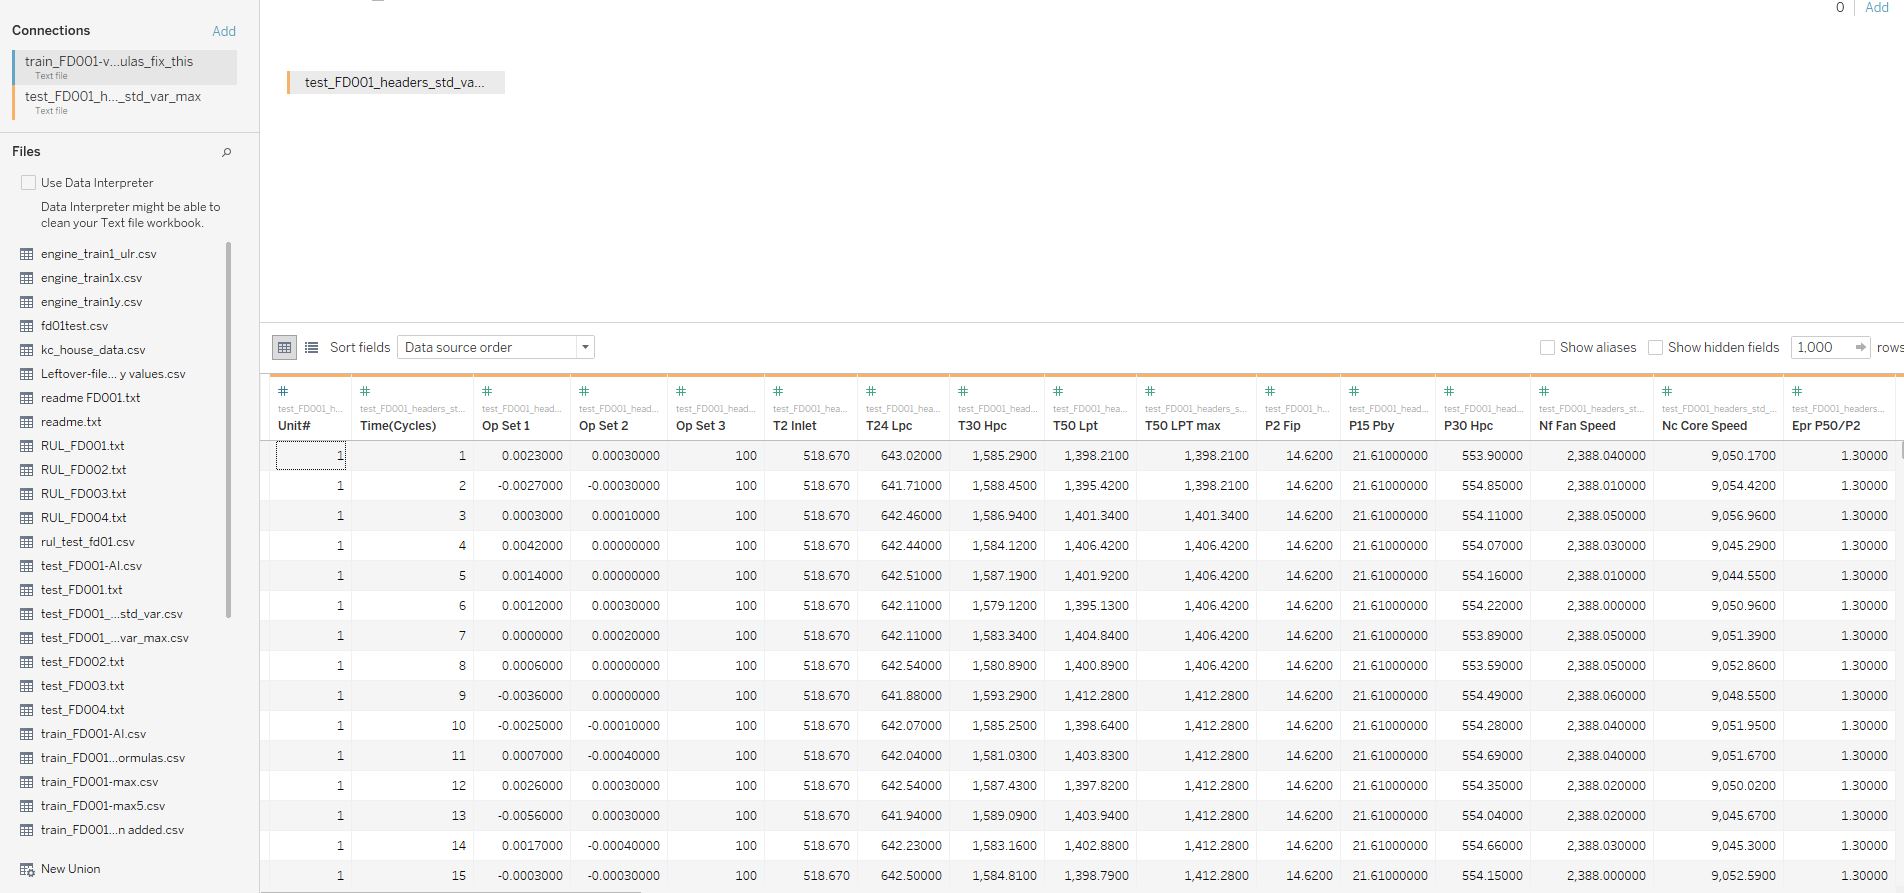 Connections Add
train_FD001-v...ulas_fix_this
Text file
test_FD001_h..._std_var_max
Text file
Files
Use Data Interpreter
Data Interpreter might be able to
clean your Text file workbook.
engine_train1_ulr.csv
engine_train1x.csv
engine_train1y.csv
fd01test.csv
kc_house_data.csv
Leftover-file... y values.csv
readme FD001.txt
readme.txt
RUL_FD001.txt
RUL_FD002.txt
RUL_FD003.txt
RUL_FD004.txt
rul_test_fd01.csv
test_FD001-AI.csv
test_FD001.txt
test_FD001_...std_var.csv
test_FD001_...var_max.csv
test_FD002.txt
test_FD003.txt
test_FD004.txt
train_FD001-AI.csv
train_FD001...ormulas.csv
train_FD001-max.csv
train_FD001-max5.csv
train_FD001...n added.csv
New Union
0 Add
test_FD001_headers_std_va...
Sort fields Data source order Show aliases Show hidden fields 1,000 rows
# # # # # # # # # # # # # # # #
test_FD001_h... test_FD001_headers_st... test_FD001_head... test_FD001_head... test_FD001_head... test_FD001_hea... test_FD001_hea... test_FD001_head... test_FD001_hea... test_FD001_headers_s... test_FD001_h... test_FD001_hea... test_FD001_head... test_FD001_headers_st... test_FD001_headers_std_... test_FD001_headers...
Unit# Time(Cycles) Op Set 1 Op Set 2 Op Set 3 T2 Inlet T24 Lpc T30 Hpc T50 Lpt T50 LPT max P2 Fip P15 Pby P30 Hpc Nf Fan Speed Nc Core Speed Epr P50/P2
1 1 0.0023000 0.00030000 100 518.670 643.02000 1,585.2900 1,398.2100 1,398.2100 14.6200 21.61000000 553.90000 2,388.040000 9,050.1700 1.30000
1 2 -0.0027000 -0.00030000 100 518.670 641.71000 1,588.4500 1,395.4200 1,398.2100 14.6200 21.61000000 554.85000 2,388.010000 9,054.4200 1.30000
1 3 0.0003000 0.00010000 100 518.670 642.46000 1,586.9400 1,401.3400 1,401.3400 14.6200 21.61000000 554.11000 2,388.050000 9,056.9600 1.30000
1 4 0.0042000 0.00000000 100 518.670 642.44000 1,584.1200 1,406.4200 1,406.4200 14.6200 21.61000000 554.07000 2,388.030000 9,045.2900 1.30000
1 5 0.0014000 0.00000000 100 518.670 642.51000 1,587.1900 1,401.9200 1,406.4200 14.6200 21.61000000 554.16000 2,388.010000 9,044.5500 1.30000
1 6 0.0012000 0.00030000 100 518.670 642.11000 1,579.1200 1,395.1300 1,406.4200 14.6200 21.61000000 554.22000 2,388.000000 9,050.9600 1.30000
1 7 0.0000000 0.00020000 100 518.670 642.11000 1,583.3400 1,404.8400 1,406.4200 14.6200 21.61000000 553.89000 2,388.050000 9,051.3900 1.30000
1 8 0.0006000 0.00000000 100 518.670 642.54000 1,580.8900 1,400.8900 1,406.4200 14.6200 21.61000000 553.59000 2,388.050000 9,052.8600 1.30000
1 9 -0.0036000 0.00000000 100 518.670 641.88000 1,593.2900 1,412.2800 1,412.2800 14.6200 21.61000000 554.49000 2,388.060000 9,048.5500 1.30000
1 10 -0.0025000 -0.00010000 100 518.670 642.07000 1,585.2500 1,398.6400 1,412.2800 14.6200 21.61000000 554.28000 2,388.040000 9,051.9500 1.30000
1 11 0.0007000 -0.00040000 100 518.670 642.04000 1,581.0300 1,403.8300 1,412.2800 14.6200 21.61000000 554.69000 2,388.040000 9,051.6700 1.30000
1 12 0.0026000 0.00030000 100 518.670 642.54000 1,587.4300 1,397.8200 1,412.2800 14.6200 21.61000000 554.35000 2,388.020000 9,050.0200 1.30000
1 13 -0.0056000 0.00030000 100 518.670 641.94000 1,589.0900 1,403.9400 1,412.2800 14.6200 21.61000000 554.04000 2,388.020000 9,045.6700 1.30000
1 14 0.0017000 -0.00040000 100 518.670 642.23000 1,583.1600 1,402.8800 1,412.2800 14.6200 21.61000000 554.66000 2,388.030000 9,045.3000 1.30000
1 15 -0.0003000 -0.00030000 100 518.670 642.50000 1,584.8100 1,398.7900 1,412.2800 14.6200 21.61000000 554.15000 2,388.030000 9,052.5900 1.30000